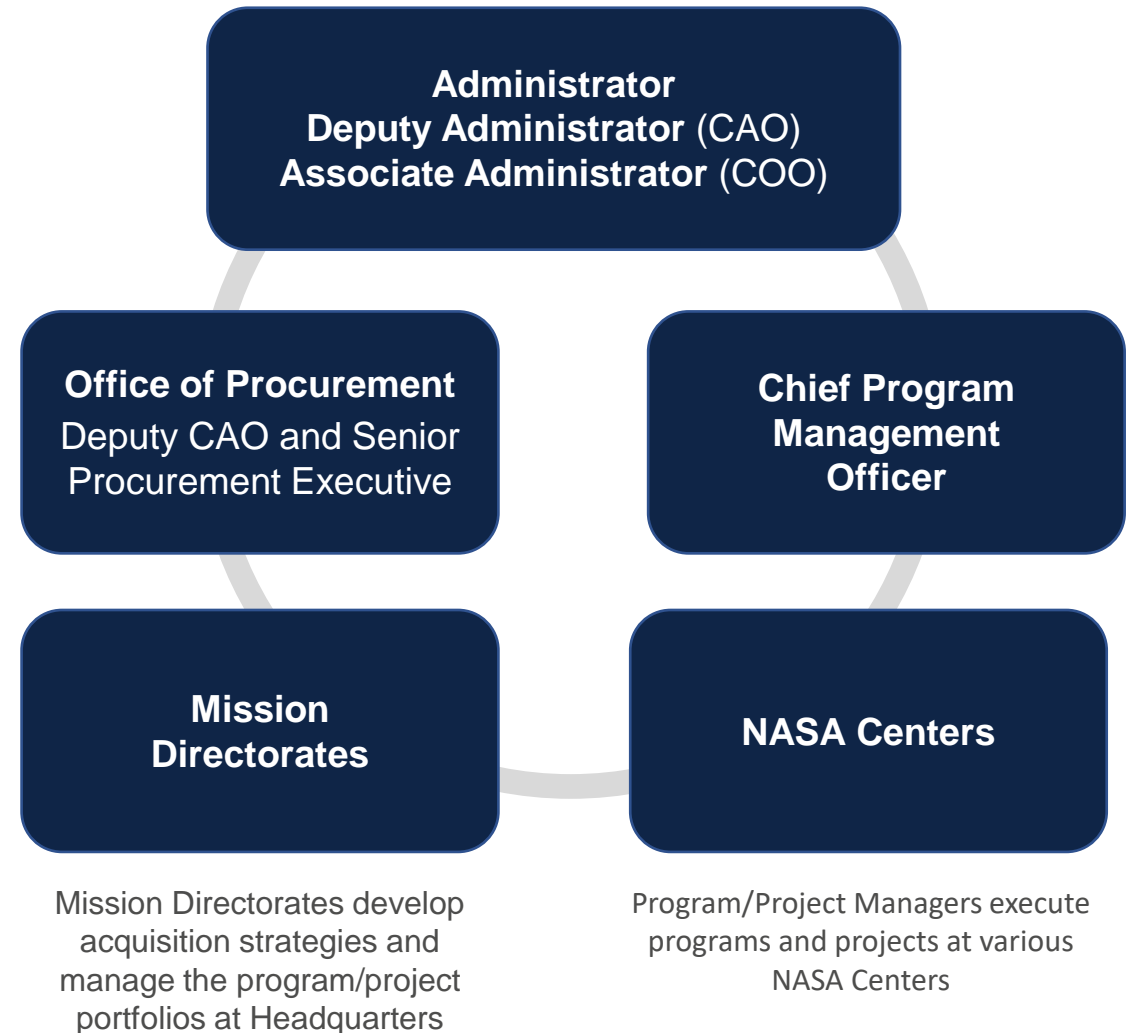 Administrator
Deputy Administrator (CAO)
Associate Administrator (COO)
Office of Procurement
Deputy CAO and Senior
Procurement Executive
Chief Program
Management
Officer
Mission
Directorates
NASA Centers
Mission Directorates develop
acquisition strategies and
manage the program/project
portfolios at Headquarters
Program/Project Managers execute
programs and projects at various
NASA Centers